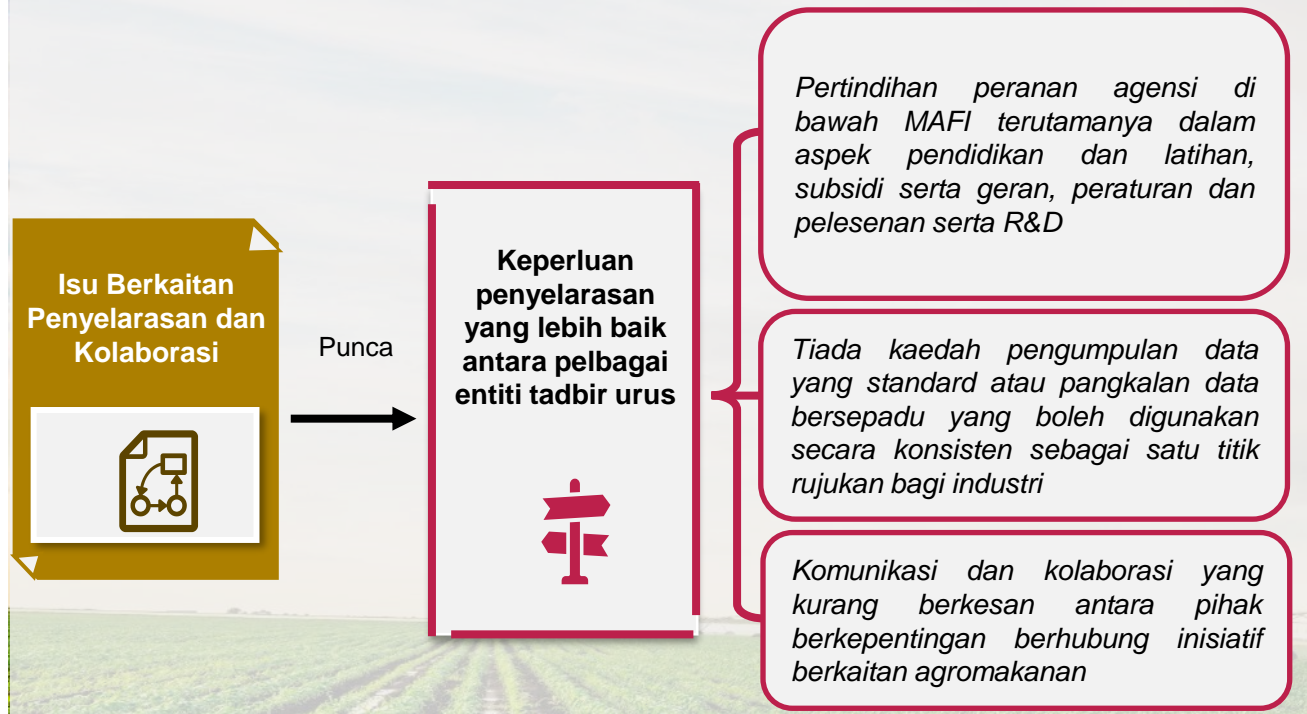 Isu Berkaitan
Penyelarasan dan
Kolaborasi
Punca
Keperluan
penyelarasan
yang lebih baik
antara pelbagai
entiti tadbir urus
Pertindihan peranan agensi di
bawah MAFI terutamanya dalam
aspek pendidikan dan latihan,
subsidi serta geran, peraturan dan
pelesenan serta R&D
Tiada kaedah pengumpulan data
yang standard atau pangkalan data
bersepadu yang boleh digunakan
secara konsisten sebagai satu titik
rujukan bagi industri
Komunikasi dan kolaborasi yang
kurang berkesan antara pihak
berkepentingan berhubung inisiatif
berkaitan agromakanan